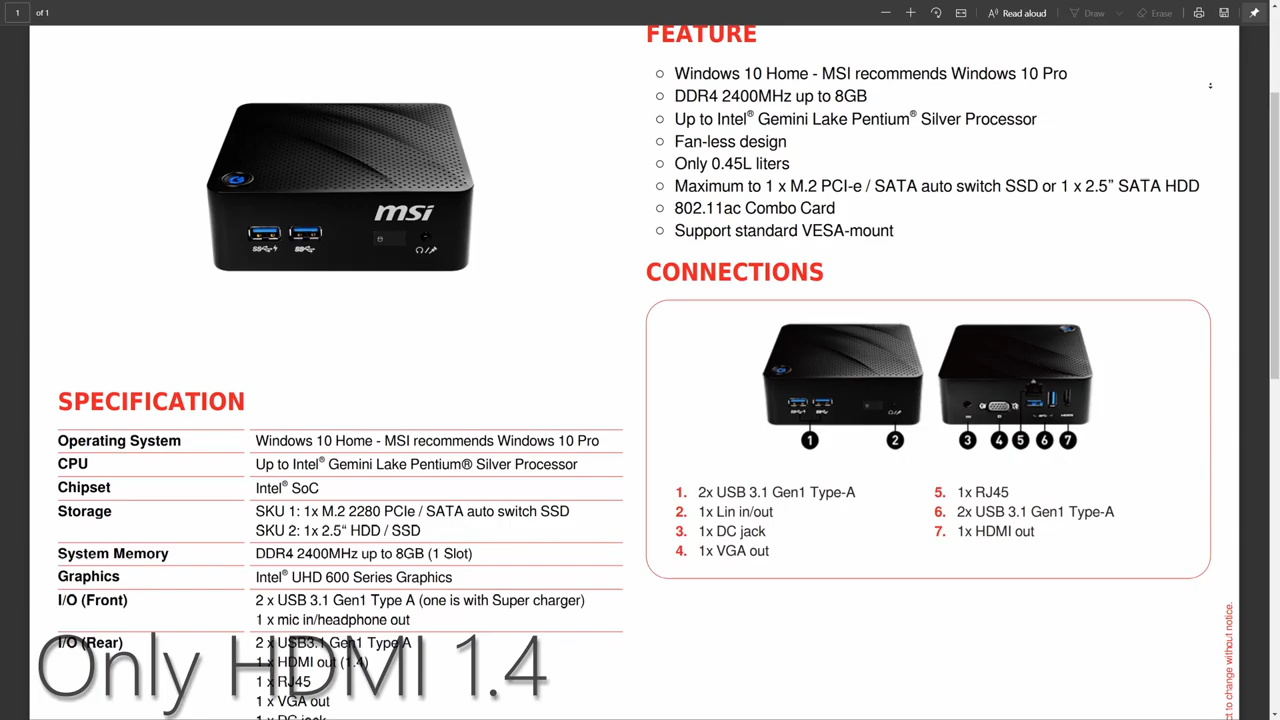 1 of 1
Read aloud
Draw
Erase
FEATURE
Windows 10 Home - MSI recommends Windows 10 Pro
DDR4 2400MHz up to 8GB
Up to Intel® Gemini Lake Pentium® Silver Processor
Fan-less design
Only 0.45L liters
Maximum to 1 x M.2 PCI-e / SATA auto switch SSD or 1 x 2.5” SATA HDD
802.11ac Combo Card
Support standard VESA-mount
msi
CONNECTIONS
1 2 3 4 5 6 7
1. 2x USB 3.1 Gen1 Type-A
2. 1x Lin in/out
3. 1x DC jack
4. 1x VGA out
5. 1x RJ45
6. 2x USB 3.1 Gen1 Type-A
7. 1x HDMI out
SPECIFICATION
Operating System Windows 10 Home - MSI recommends Windows 10 Pro
CPU Up to Intel® Gemini Lake Pentium® Silver Processor
Chipset Intel® SoC
Storage SKU 1: 1x M.2 2280 PCIe / SATA auto switch SSD
SKU 2: 1x 2.5“ HDD / SSD
System Memory DDR4 2400MHz up to 8GB (1 Slot)
Graphics Intel® UHD 600 Series Graphics
I/O (Front) 2 x USB 3.1 Gen1 Type A (one is with Super charger)
1 x mic in/headphone out
I/O (Rear) 2 x USB3.1 Gen1 Type A
1 x HDMI out (1.4)
1 x RJ45
1 x VGA out
1 x DC jack
Only HDMI 1.4
ct to change without notice.